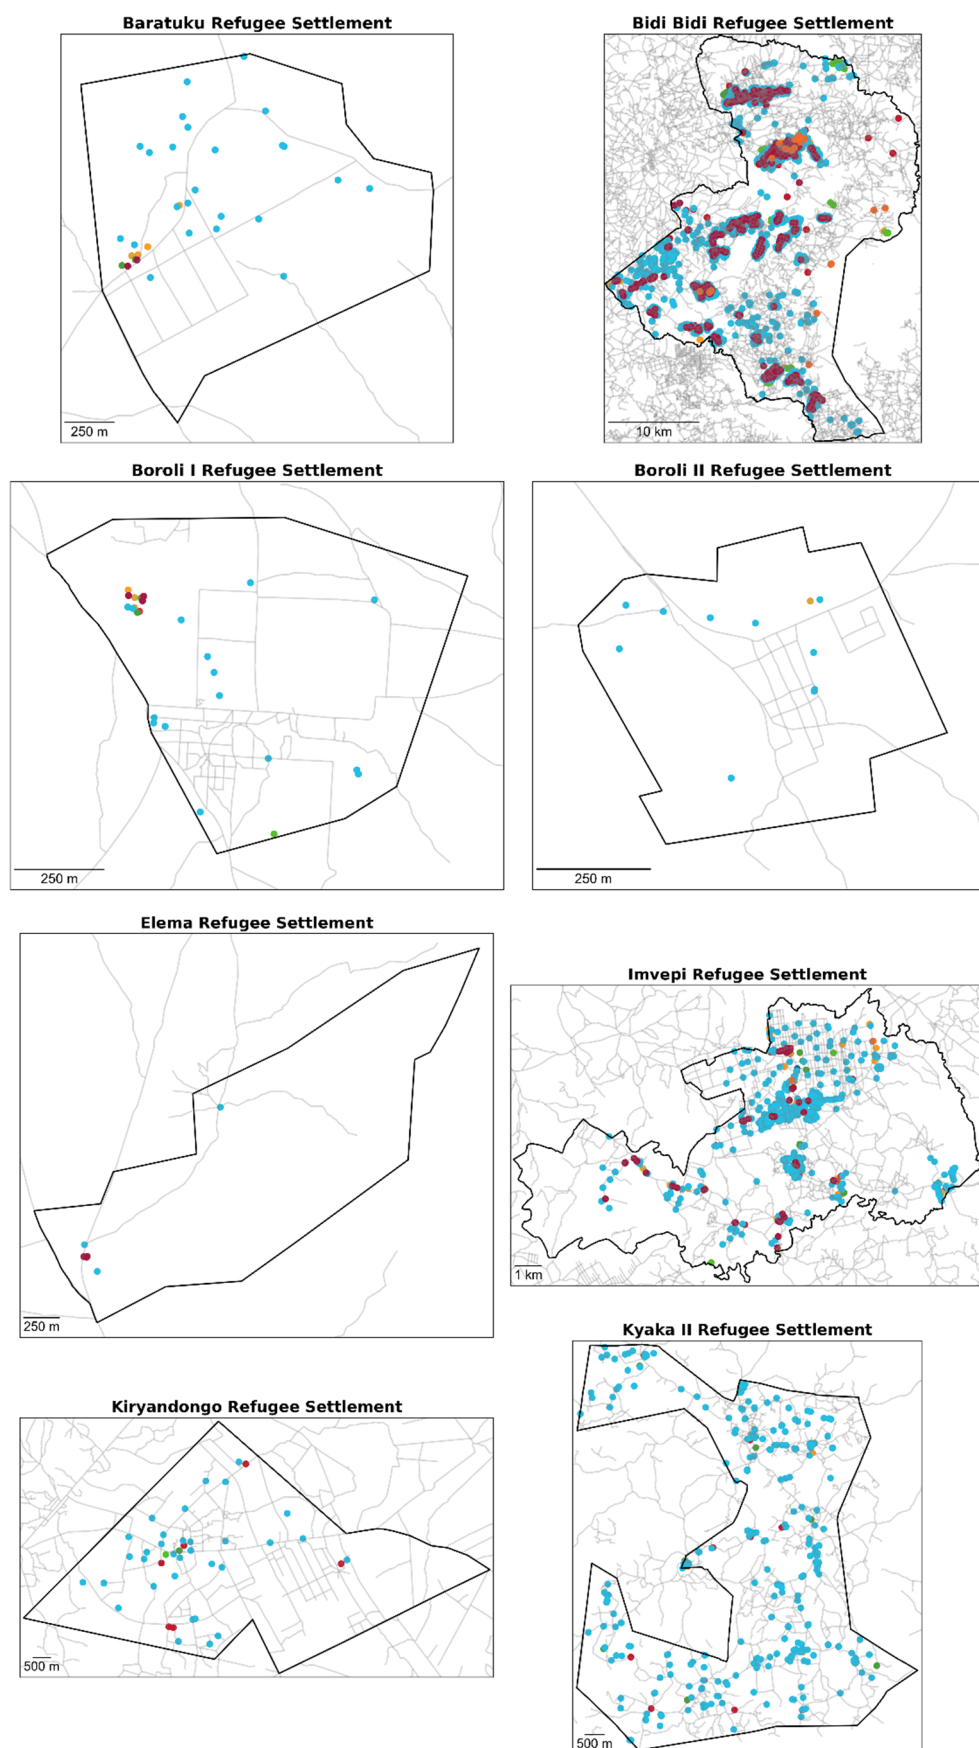 Baratuku Refugee Settlement
250 m
Bidi Bidi Refugee Settlement
10 km
Boroli I Refugee Settlement
250 m
Boroli II Refugee Settlement
250 m
Elema Refugee Settlement
250 m
Imvepi Refugee Settlement
1 km
Kiryandongo Refugee Settlement
500 m
Kyaka II Refugee Settlement
500 m